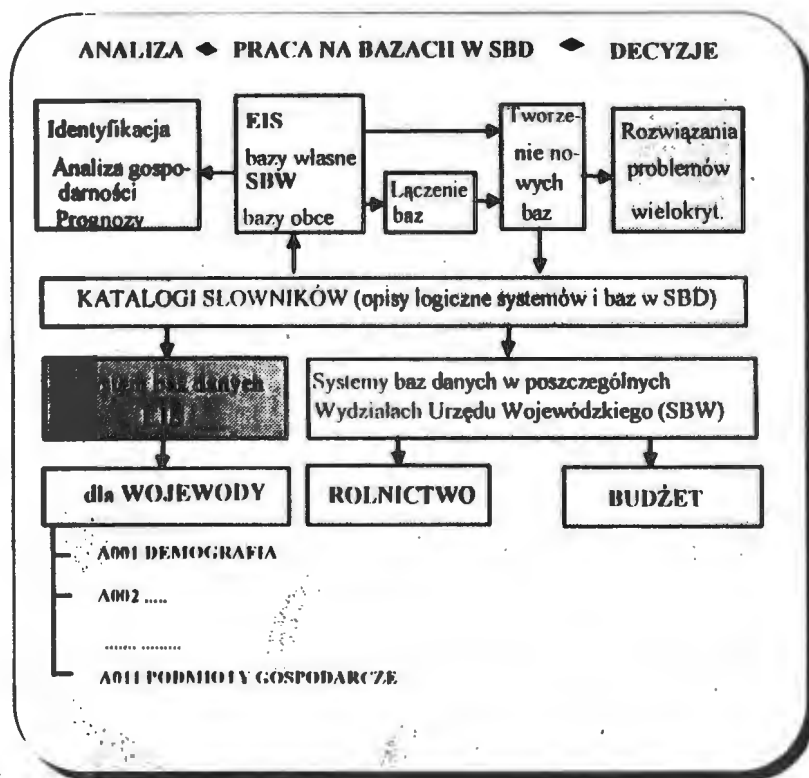 ANALIZA ◆ PRACA NA BAZACH W SBD ◆ DECYZJE
Identyfikacja
Analiza gospo-
darności
Prognozy
EIS
bazy własne
SBW
bazy obce
Łączenie
baz
Tworze-
nie no-
wych
baz
Rozwiązania
problemów
wielokryt.
KATALOGI SŁOWNIKÓW (opisy logiczne systemów i baz w SBD)
baz danych
Systemy baz danych w poszczególnych
Wydziałach Urzędu Wojewódzkiego (SBW)
dla WOJEWODY
ROLNICTWO
BUDŻET
A001 DEMOGRAFIA
A002 .....
....... .........
A011 PODMIOTY GOSPODARCZE